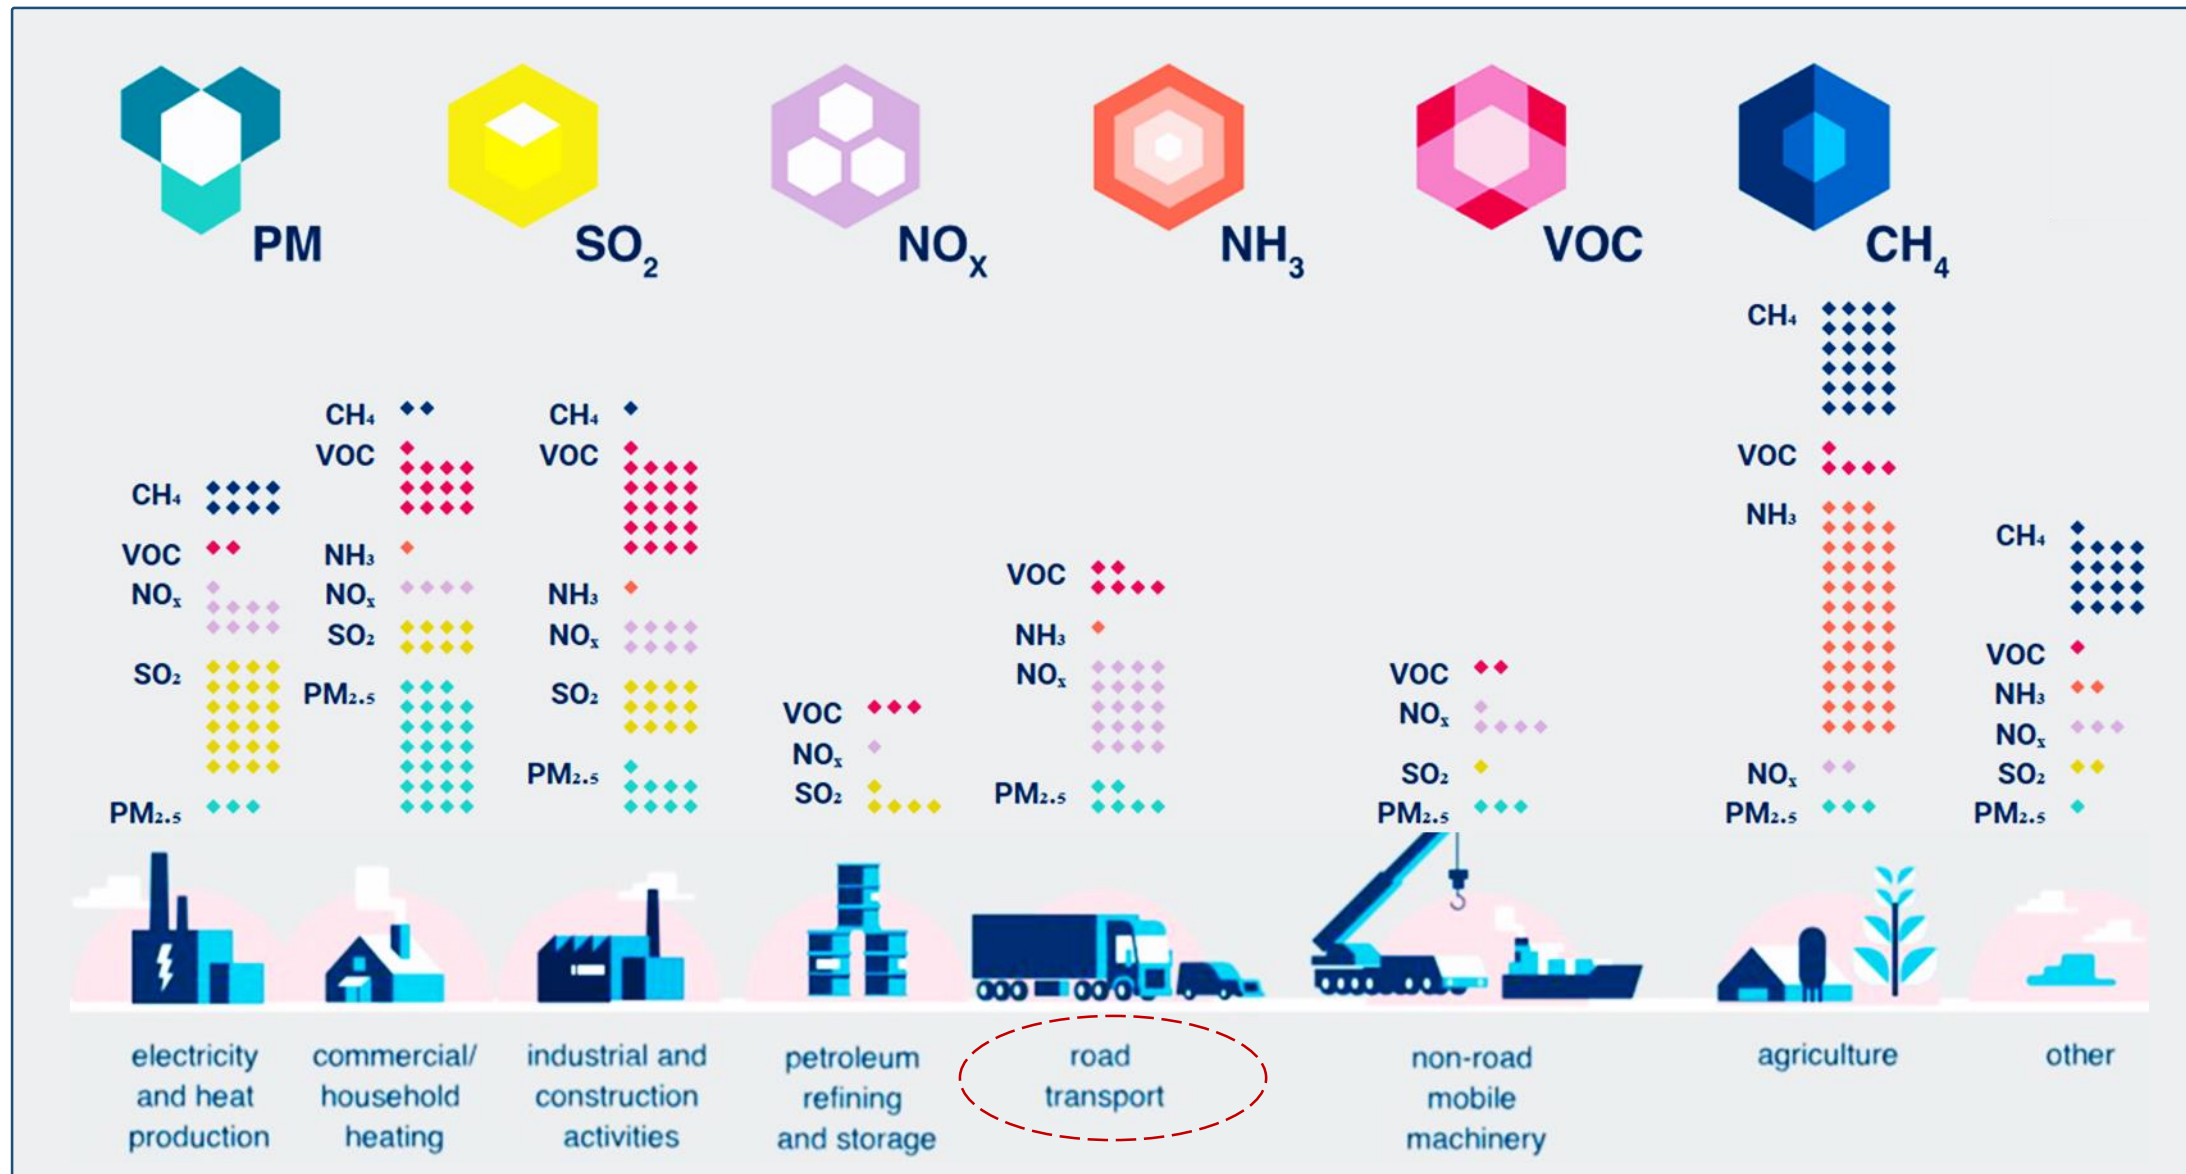 PM
SO₂
NOₓ
NH₃
VOC
CH₄
CH₄
VOC
NOₓ
SO₂
PM₂.₅
electricity
and heat
production
CH₄
VOC
NH₃
NOₓ
SO₂
PM₂.₅
commercial/
household
heating
CH₄
VOC
NH₃
NOₓ
SO₂
PM₂.₅
industrial and
construction
activities
VOC
NOₓ
SO₂
petroleum
refining
and storage
VOC
NH₃
NOₓ
PM₂.₅
road
transport
VOC
NOₓ
SO₂
PM₂.₅
non-road
mobile
machinery
CH₄
VOC
NH₃
NOₓ
PM₂.₅
agriculture
CH₄
VOC
NH₃
NOₓ
SO₂
PM₂.₅
other